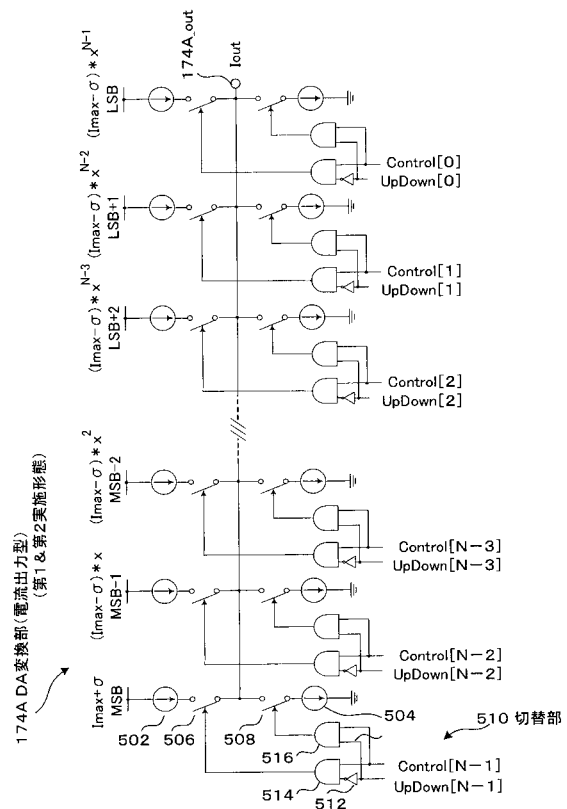 174A DA変換部(電流出力型)
(第1&第2実施形態)
174A_out
Iout
(Imax-σ)*x^N-1
LSB
Control[0]
UpDown[0]
(Imax-σ)*x^N-2
LSB+1
Control[1]
UpDown[1]
(Imax-σ)*x^N-3
LSB+2
Control[2]
UpDown[2]
(Imax-σ)*x^2
MSB-2
Control[N-3]
UpDown[N-3]
(Imax-σ)*x
MSB-1
Control[N-2]
UpDown[N-2]
Imax+σ
MSB
502
506
508
504
516
514
512
510 切替部
Control[N-1]
UpDown[N-1]